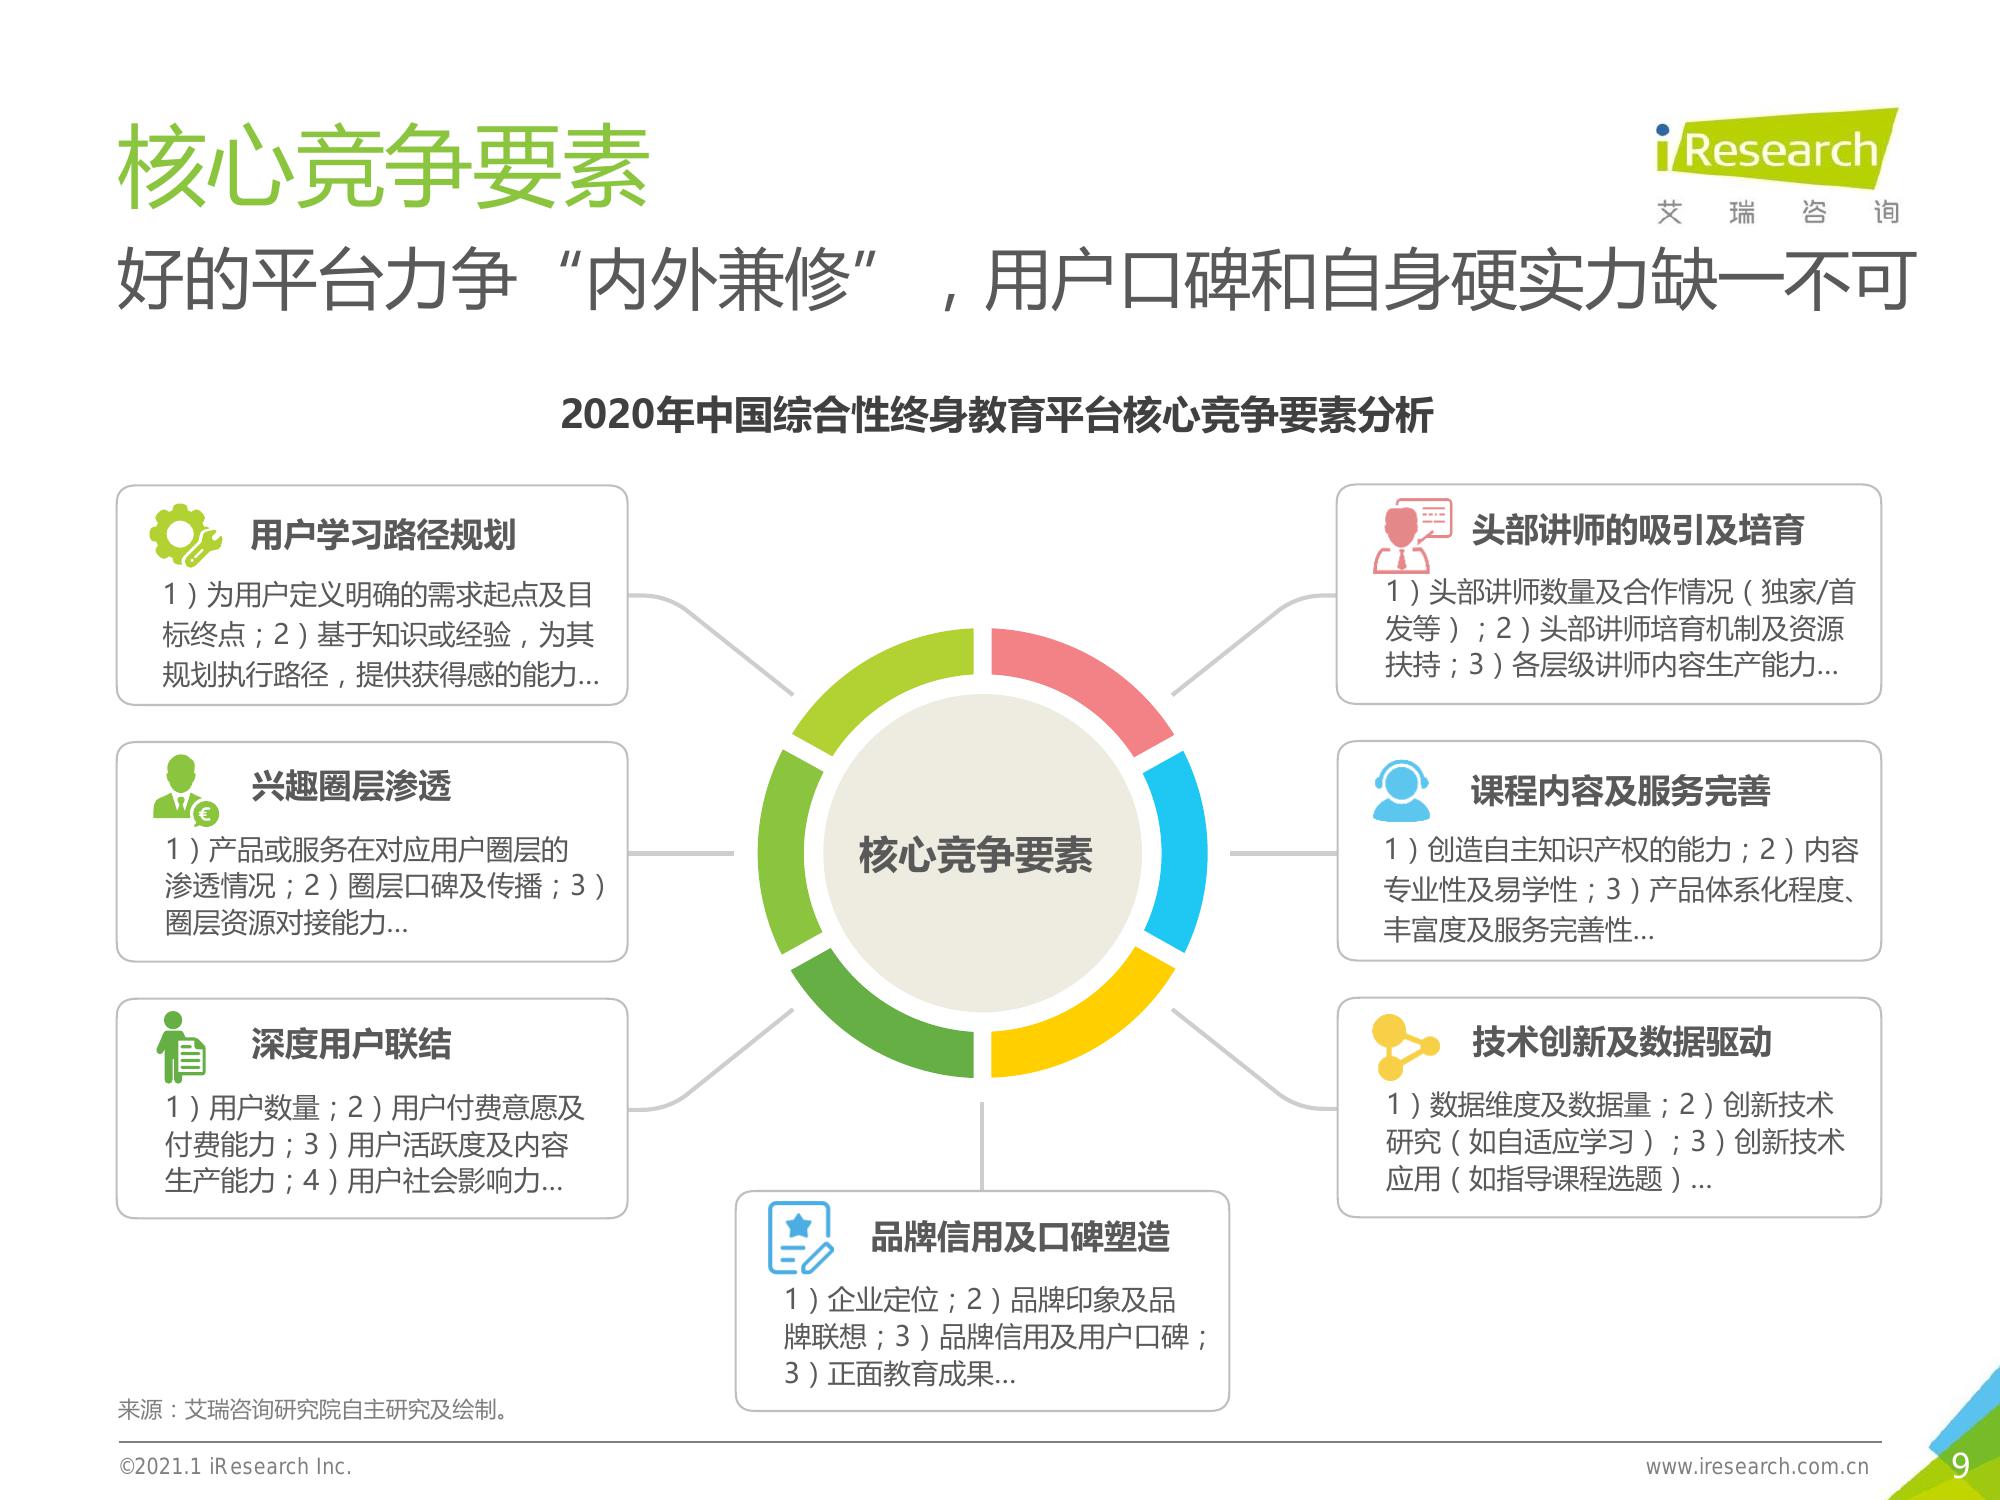 核心竞争要素
iResearch
艾瑞咨询
好的平台力争“内外兼修”，用户口碑和自身硬实力缺一不可
2020年中国综合性终身教育平台核心竞争要素分析
用户学习路径规划
1）为用户定义明确的需求起点及目
标终点；2）基于知识或经验，为其
规划执行路径，提供获得感的能力...
兴趣圈层渗透
1）产品或服务在对应用户圈层的
渗透情况；2）圈层口碑及传播；3）
圈层资源对接能力...
深度用户联结
1）用户数量；2）用户付费意愿及
付费能力；3）用户活跃度及内容
生产能力；4）用户社会影响力...
核心竞争要素
头部讲师的吸引及培育
1）头部讲师数量及合作情况（独家/首
发等）；2）头部讲师培育机制及资源
扶持；3）各层级讲师内容生产能力...
课程内容及服务完善
1）创造自主知识产权的能力；2）内容
专业性及易学性；3）产品体系化程度、
丰富度及服务完善性...
技术创新及数据驱动
1）数据维度及数据量；2）创新技术
研究（如自适应学习）；3）创新技术
应用（如指导课程选题）...
品牌信用及口碑塑造
1）企业定位；2）品牌印象及品
牌联想；3）品牌信用及用户口碑；
3）正面教育成果...
来源：艾瑞咨询研究院自主研究及绘制。
©2021.1 iResearch Inc.
www.iresearch.com.cn
9